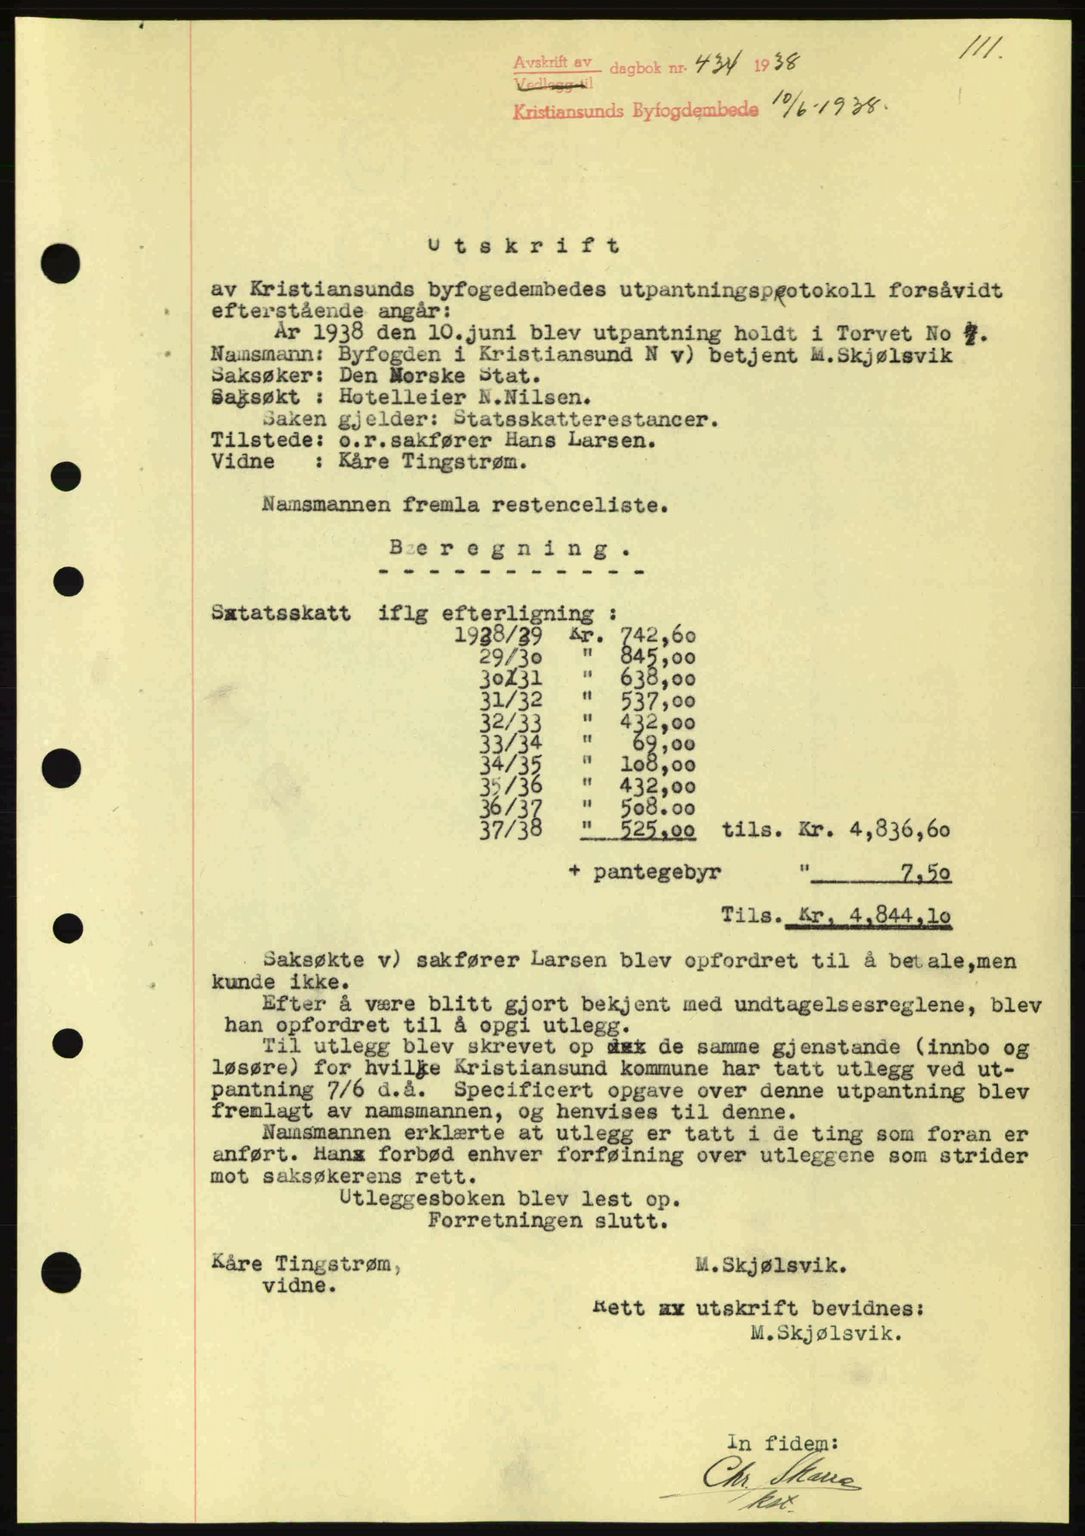 111.
Avskrift av dagbok nr. 434 1938
Vedlegg til
Kristiansunds Byfogdembede 10/6-1938.
U t s k r i f t
av Kristiansunds byfogedembedes utpantningsprotokoll forsåvidt
efterstående angår:
År 1938 den 10.juni blev utpantning holdt i Torvet No 7.
Namsmann: Byfogden i Kristiansund N v) betjent M.Skjølsvik
Saksøker: Den Norske Stat.
Saksøkt : Hotelleier N.Nilsen.
Saken gjelder: Statsskatterestancer.
Tilstede: o.r.sakfører Hans Larsen.
Vidne : Kåre Tingstrøm.
Namsmannen fremla restenceliste.
B e r e g n i n g .
- - - - - - - - - - -
Statsskatt iflg efterligning :
1928/29 Kr. 742,60
29/30 " 845,00
30/31 " 638,00
31/32 " 537,00
32/33 " 432,00
33/34 " 69,00
34/35 " 108,00
35/36 " 432,00
36/37 " 508.00
37/38 " 525,00 tils. Kr. 4,836,60
+ pantegebyr " 7,50
Tils. Kr. 4,844,10
Saksøkte v) sakfører Larsen blev opfordret til å betale,men
kunde ikke.
Efter å være blitt gjort bekjent med undtagelsesreglene, blev
han opfordret til å opgi utlegg.
Til utlegg blev skrevet op de samme gjenstande (innbo og
løsøre) for hvilke Kristiansund kommune har tatt utlegg ved ut-
pantning 7/6 d.å. Specificert opgave over denne utpantning blev
fremlagt av namsmannen, og henvises til denne.
Namsmannen erklærte at utlegg er tatt i de ting som foran er
anført. Han forbød enhver forføining over utleggene som strider
mot saksøkerens rett.
Utleggesboken blev lest op.
Forretningen slutt.
Kåre Tingstrøm, M.Skjølsvik.
vidne.
Rett utskrift bevidnes:
M.Skjølsvik.
In fidem:
Chr. Skarra
kst.